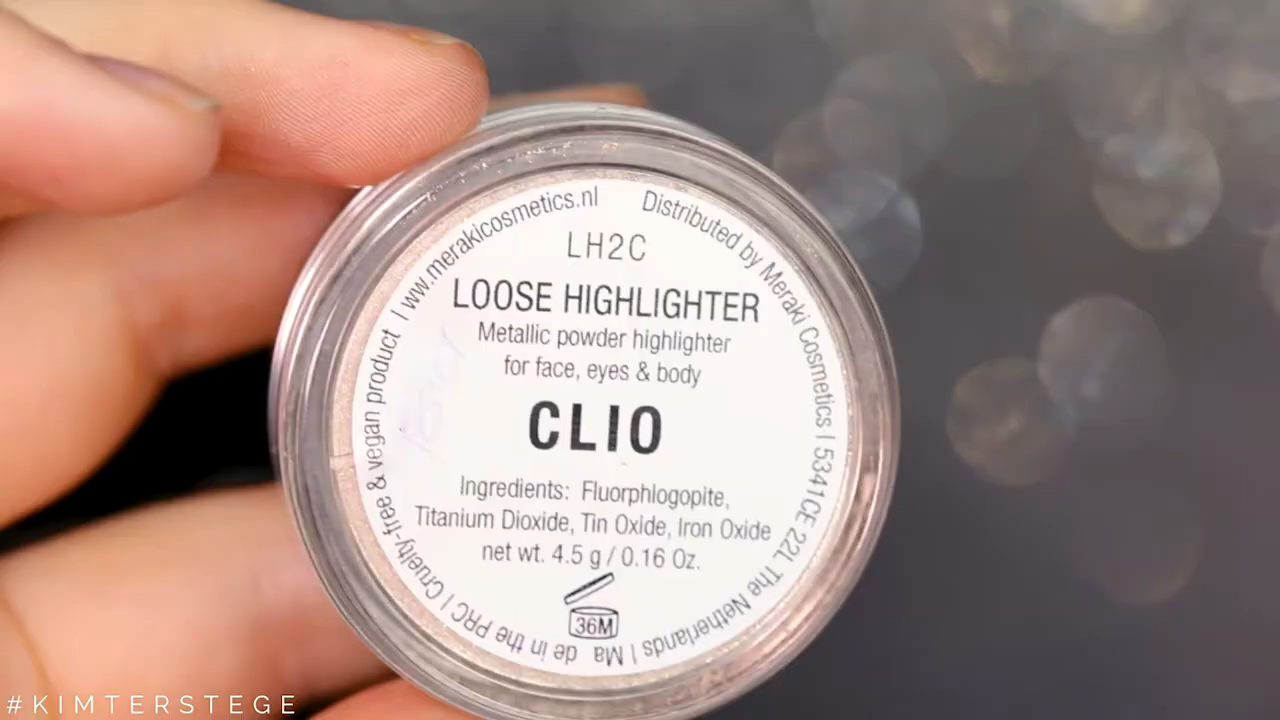 LH2C
LOOSE HIGHLIGHTER
Metallic powder highlighter
for face, eyes & body
CLIO
Ingredients: Fluorphlogopite,
Titanium Dioxide, Tin Oxide, Iron Oxide
net wt. 4.5 g / 0.16 Oz.
36M
Distributed by Meraki Cosmetics | 5341CE 22L The Netherlands | Ma de in the PRC | Cruelty-free & vegan product | www.merakicosmetics.nl
#KIMTERSTEGE